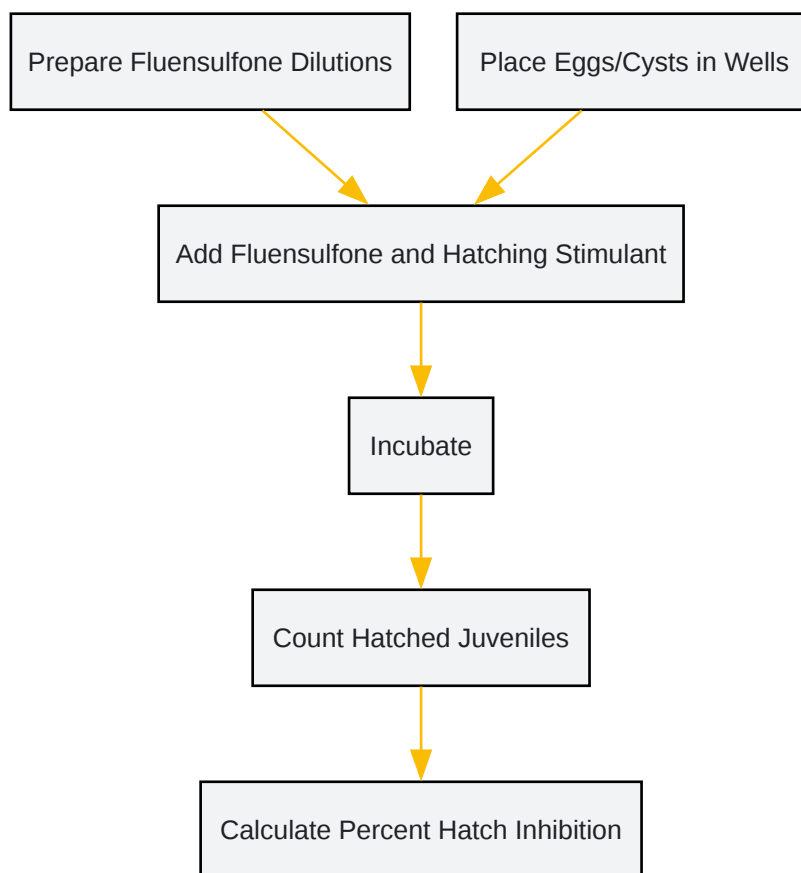 Prepare Fluensulfone Dilutions
Place Eggs/Cysts in Wells
Add Fluensulfone and Hatching Stimulant
Incubate
Count Hatched Juveniles
Calculate Percent Hatch Inhibition